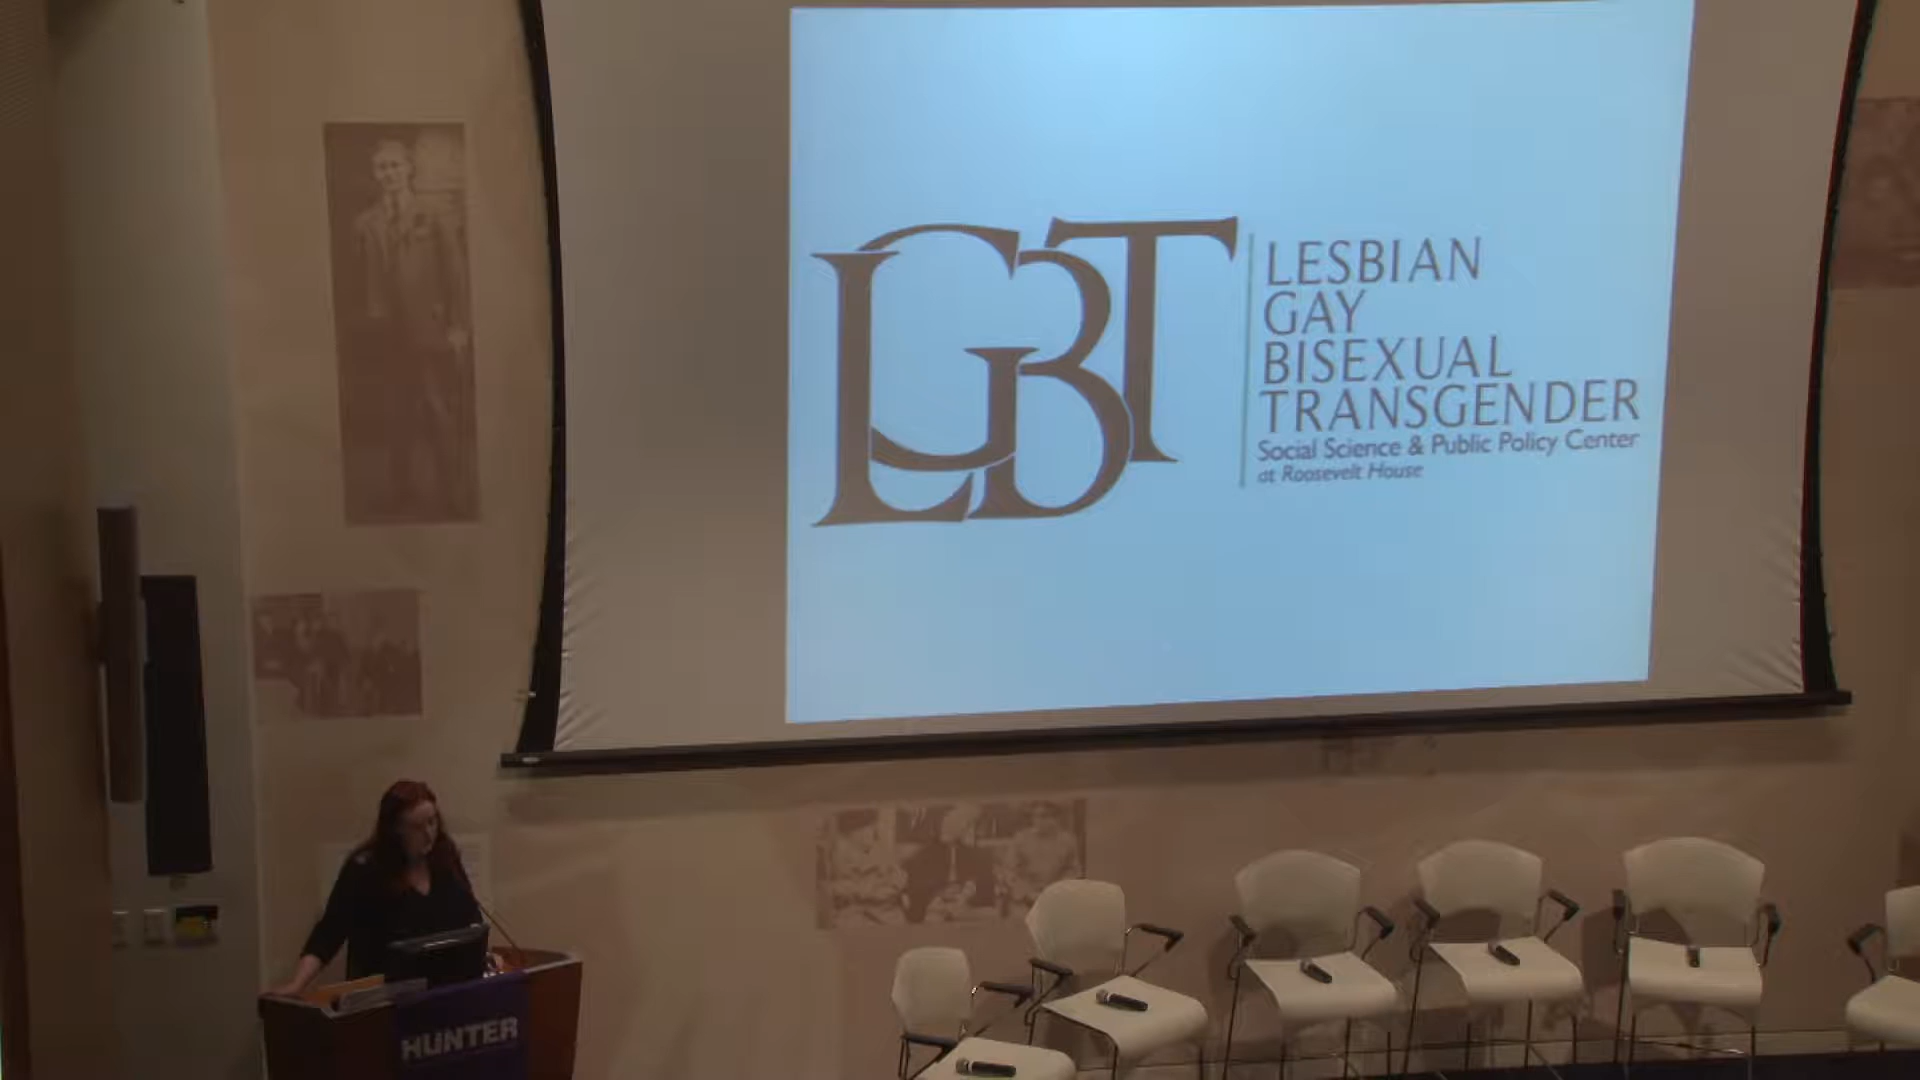 LGBT
LESBIAN
GAY
BISEXUAL
TRANSGENDER
Social Science & Public Policy Center
at Roosevelt House
HUNTER